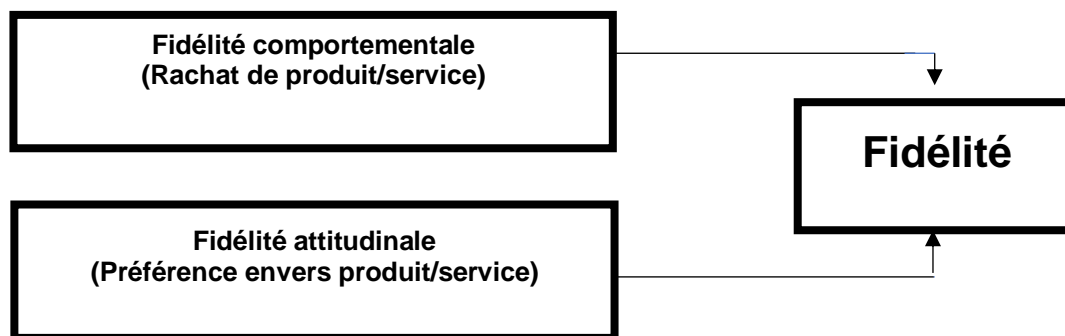 Fidélité comportementale
(Rachat de produit/service)
Fidélité
Fidélité attitudinale
(Préférence envers produit/service)